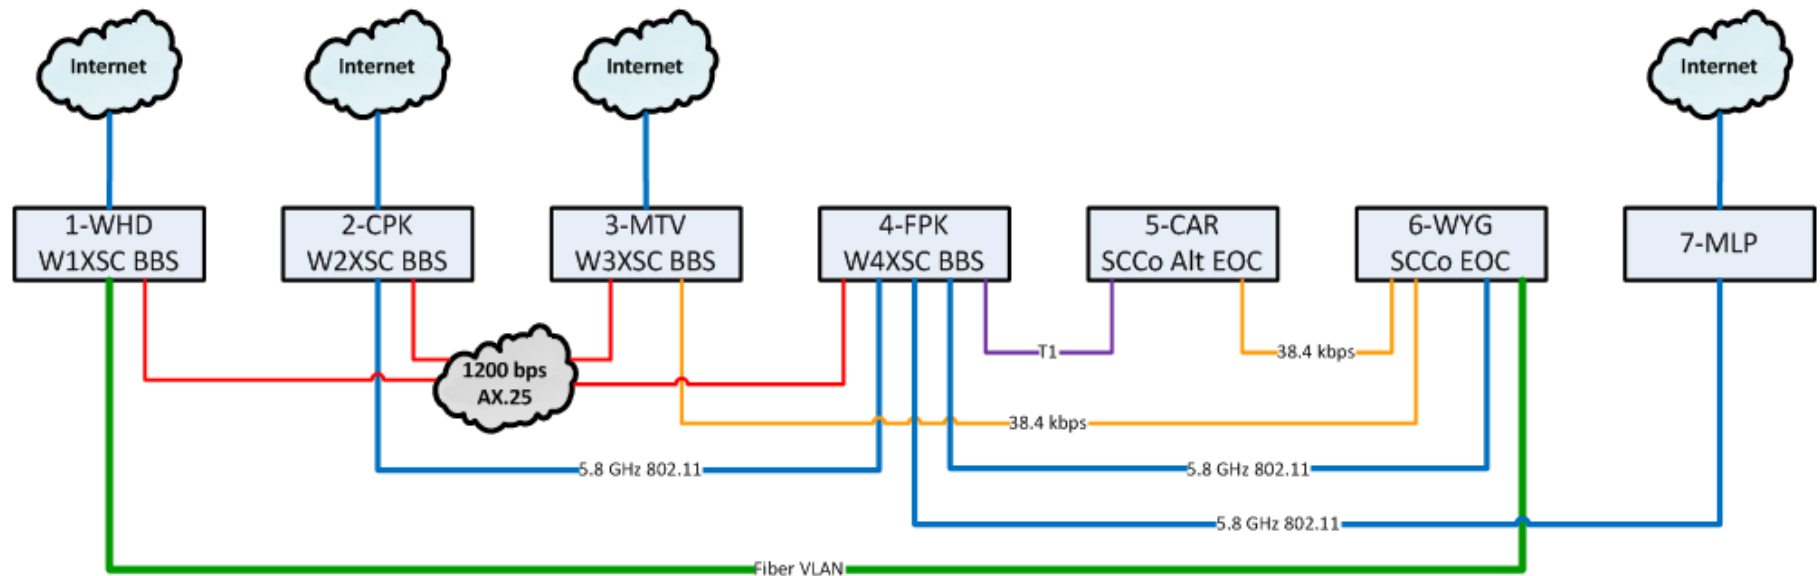 Internet
Internet
Internet
Internet
1-WHD
W1XSC BBS
2-CPK
W2XSC BBS
3-MTV
W3XSC BBS
4-FPK
W4XSC BBS
5-CAR
SCCo Alt EOC
6-WYG
SCCo EOC
7-MLP
1200 bps
AX.25
T1
38.4 kbps
38.4 kbps
5.8 GHz 802.11
5.8 GHz 802.11
5.8 GHz 802.11
Fiber VLAN